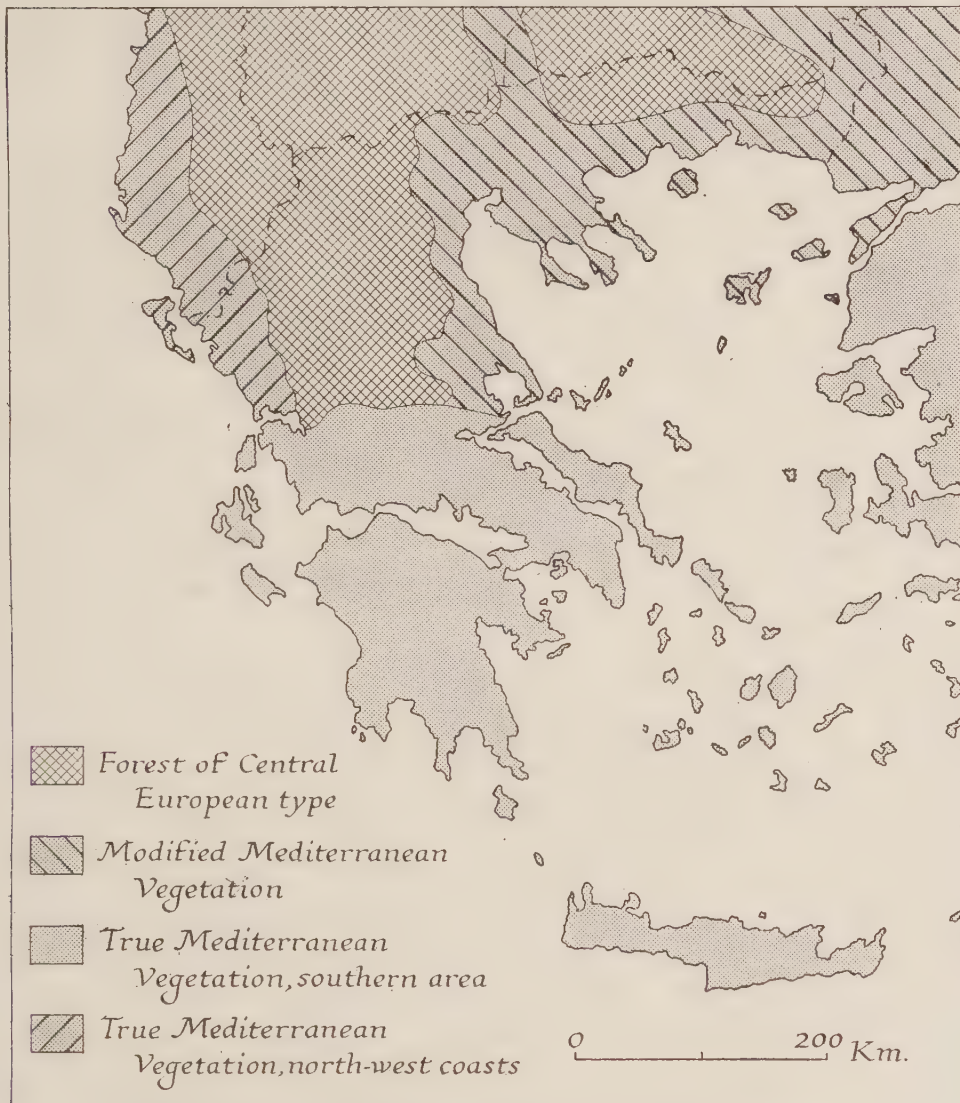 Forest of Central
European type
Modified Mediterranean
Vegetation
True Mediterranean
Vegetation, southern area
True Mediterranean
Vegetation, north-west coasts
0 200 Km.